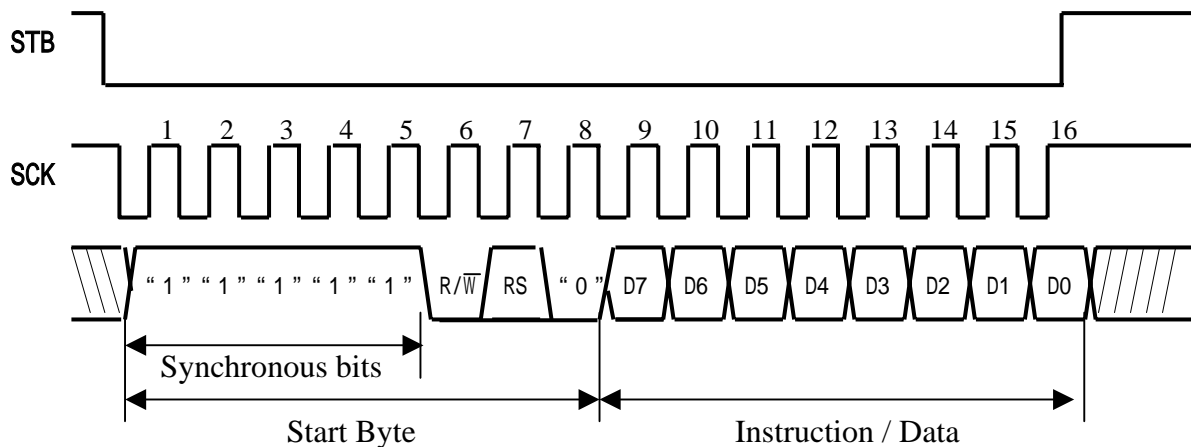 STB
1 2 3 4 5 6 7 8 9 10 11 12 13 14 15 16
SCK
“1” “1” “1” “1” “1” R/W̅ RS “0” D7 D6 D5 D4 D3 D2 D1 D0
Synchronous bits
Start Byte Instruction / Data